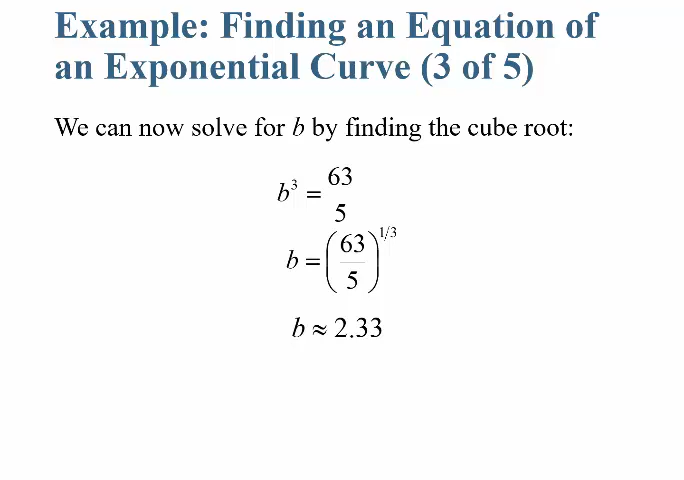 Example: Finding an Equation of
an Exponential Curve (3 of 5)
We can now solve for b by finding the cube root:
b³ = 63/5
b = (63/5)^1/3
b ≈ 2.33